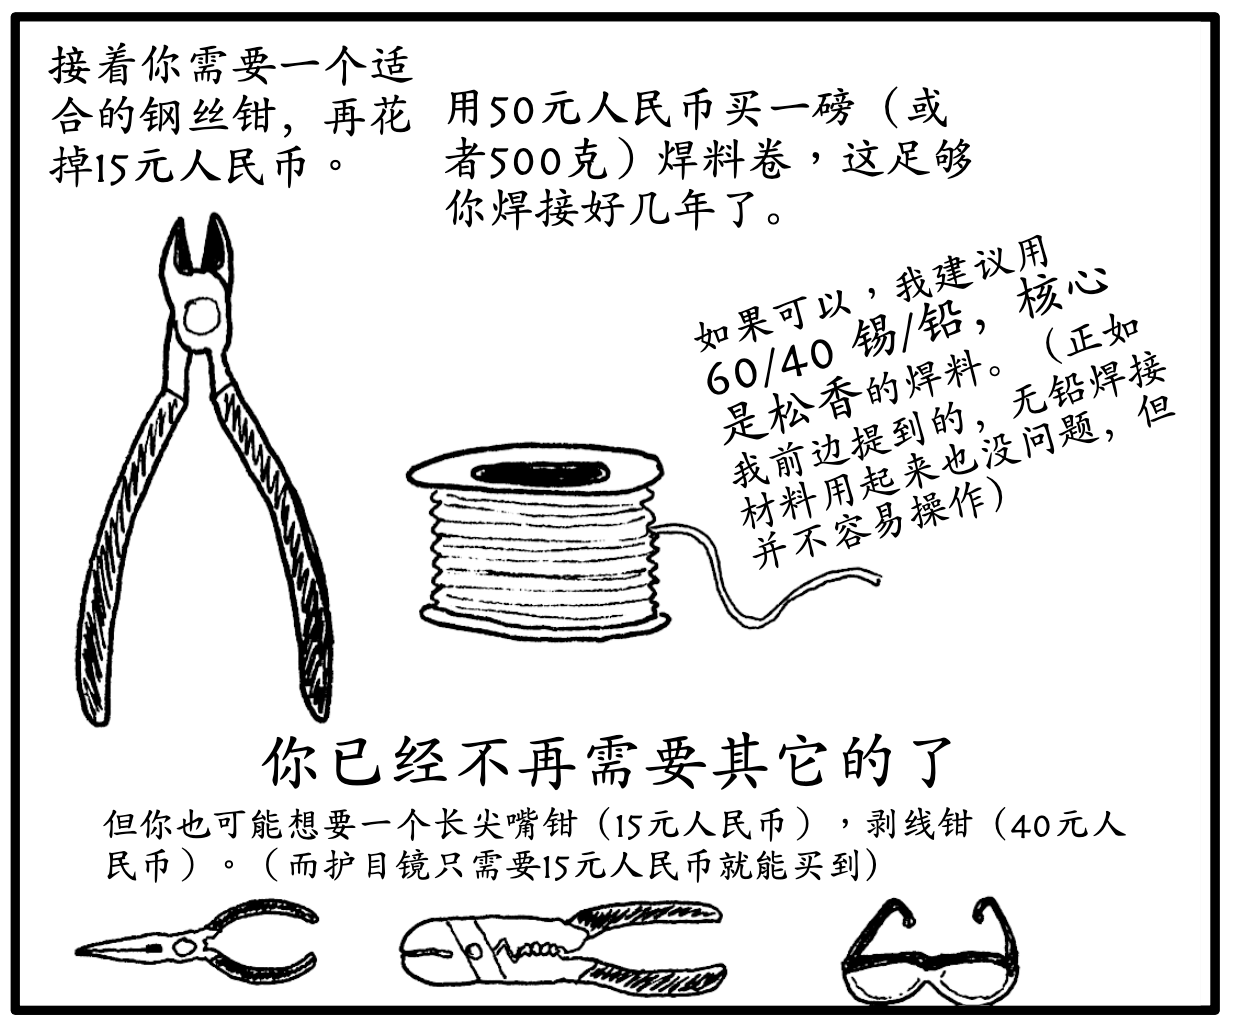 接着你需要一个适
合的钢丝钳，再花
掉15元人民币。
用50元人民币买一磅（或
者500克）焊料卷，这足够
你焊接好几年了。
如果可以，我建议用
60/40 锡/铅，核心
是松香的焊料。（正如
我前边提到的，无铅焊接
材料用起来也没问题，但
并不容易操作）
你已经不再需要其它的了
但你也可能想要一个长尖嘴钳（15元人民币），剥线钳（40元人
民币）。（而护目镜只需要15元人民币就能买到）